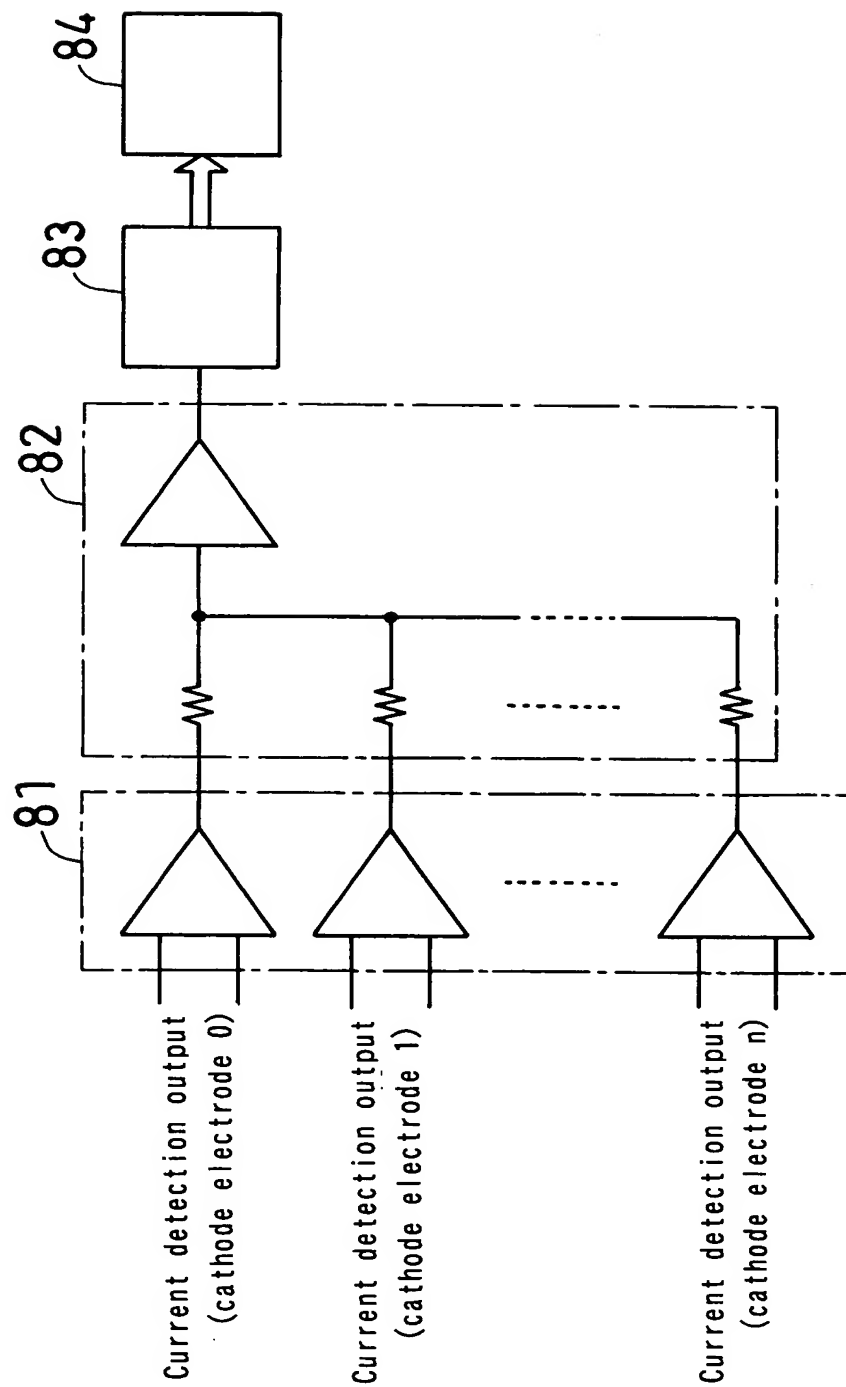 81
82
83
84
Current detection output
(cathode electrode 0)
Current detection output
(cathode electrode 1)
Current detection output
(cathode electrode n)